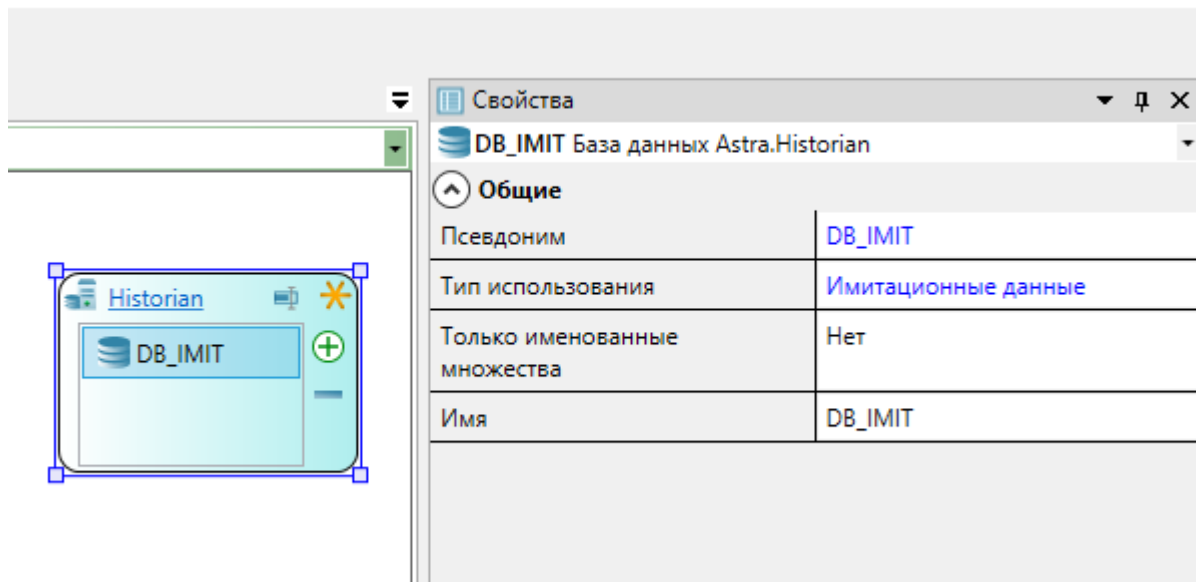 Свойства
DB_IMIT База данных Astra.Historian
Общие
Псевдоним DB_IMIT
Тип использования Имитационные данные
Только именованные Нет
множества
Имя DB_IMIT
Historian
DB_IMIT